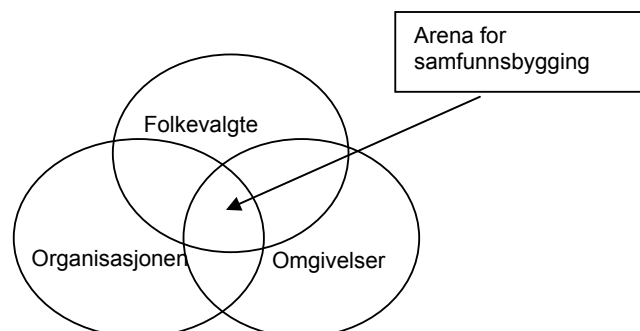 Arena for
samfunnsbygging
Folkevalgte
Organisasjonen
Omgivelser